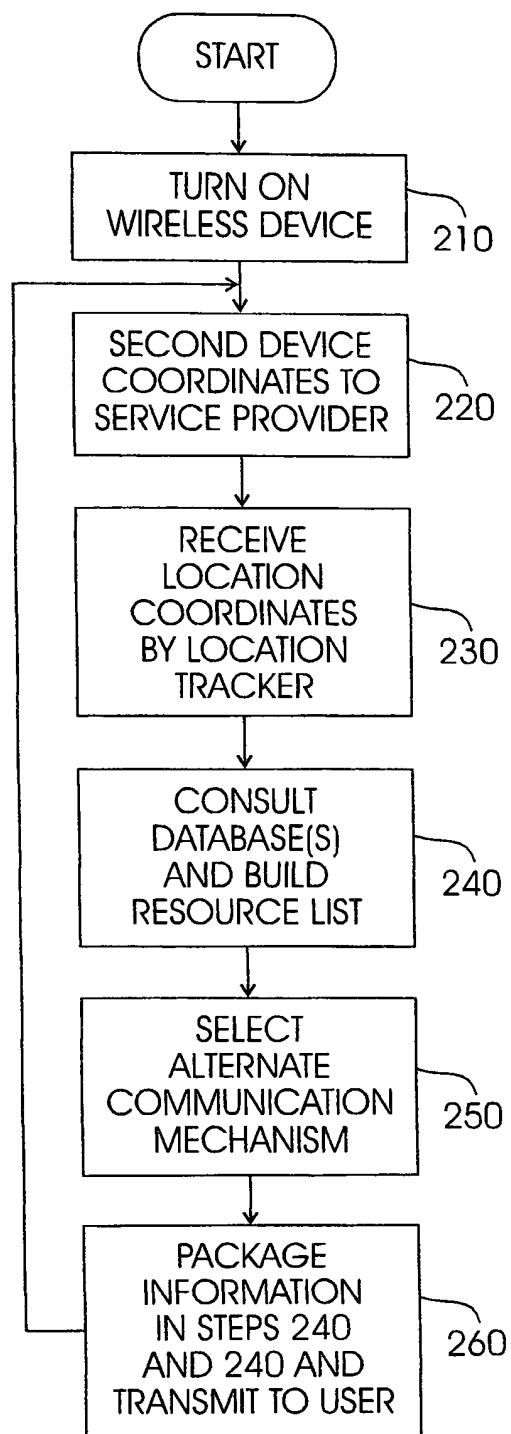 START
TURN ON
WIRELESS DEVICE
210
SECOND DEVICE
COORDINATES TO
SERVICE PROVIDER
220
RECEIVE
LOCATION
COORDINATES
BY LOCATION
TRACKER
230
CONSULT
DATABASE(S)
AND BUILD
RESOURCE LIST
240
SELECT
ALTERNATE
COMMUNICATION
MECHANISM
250
PACKAGE
INFORMATION
IN STEPS 240
AND 240 AND
TRANSMIT TO USER
260